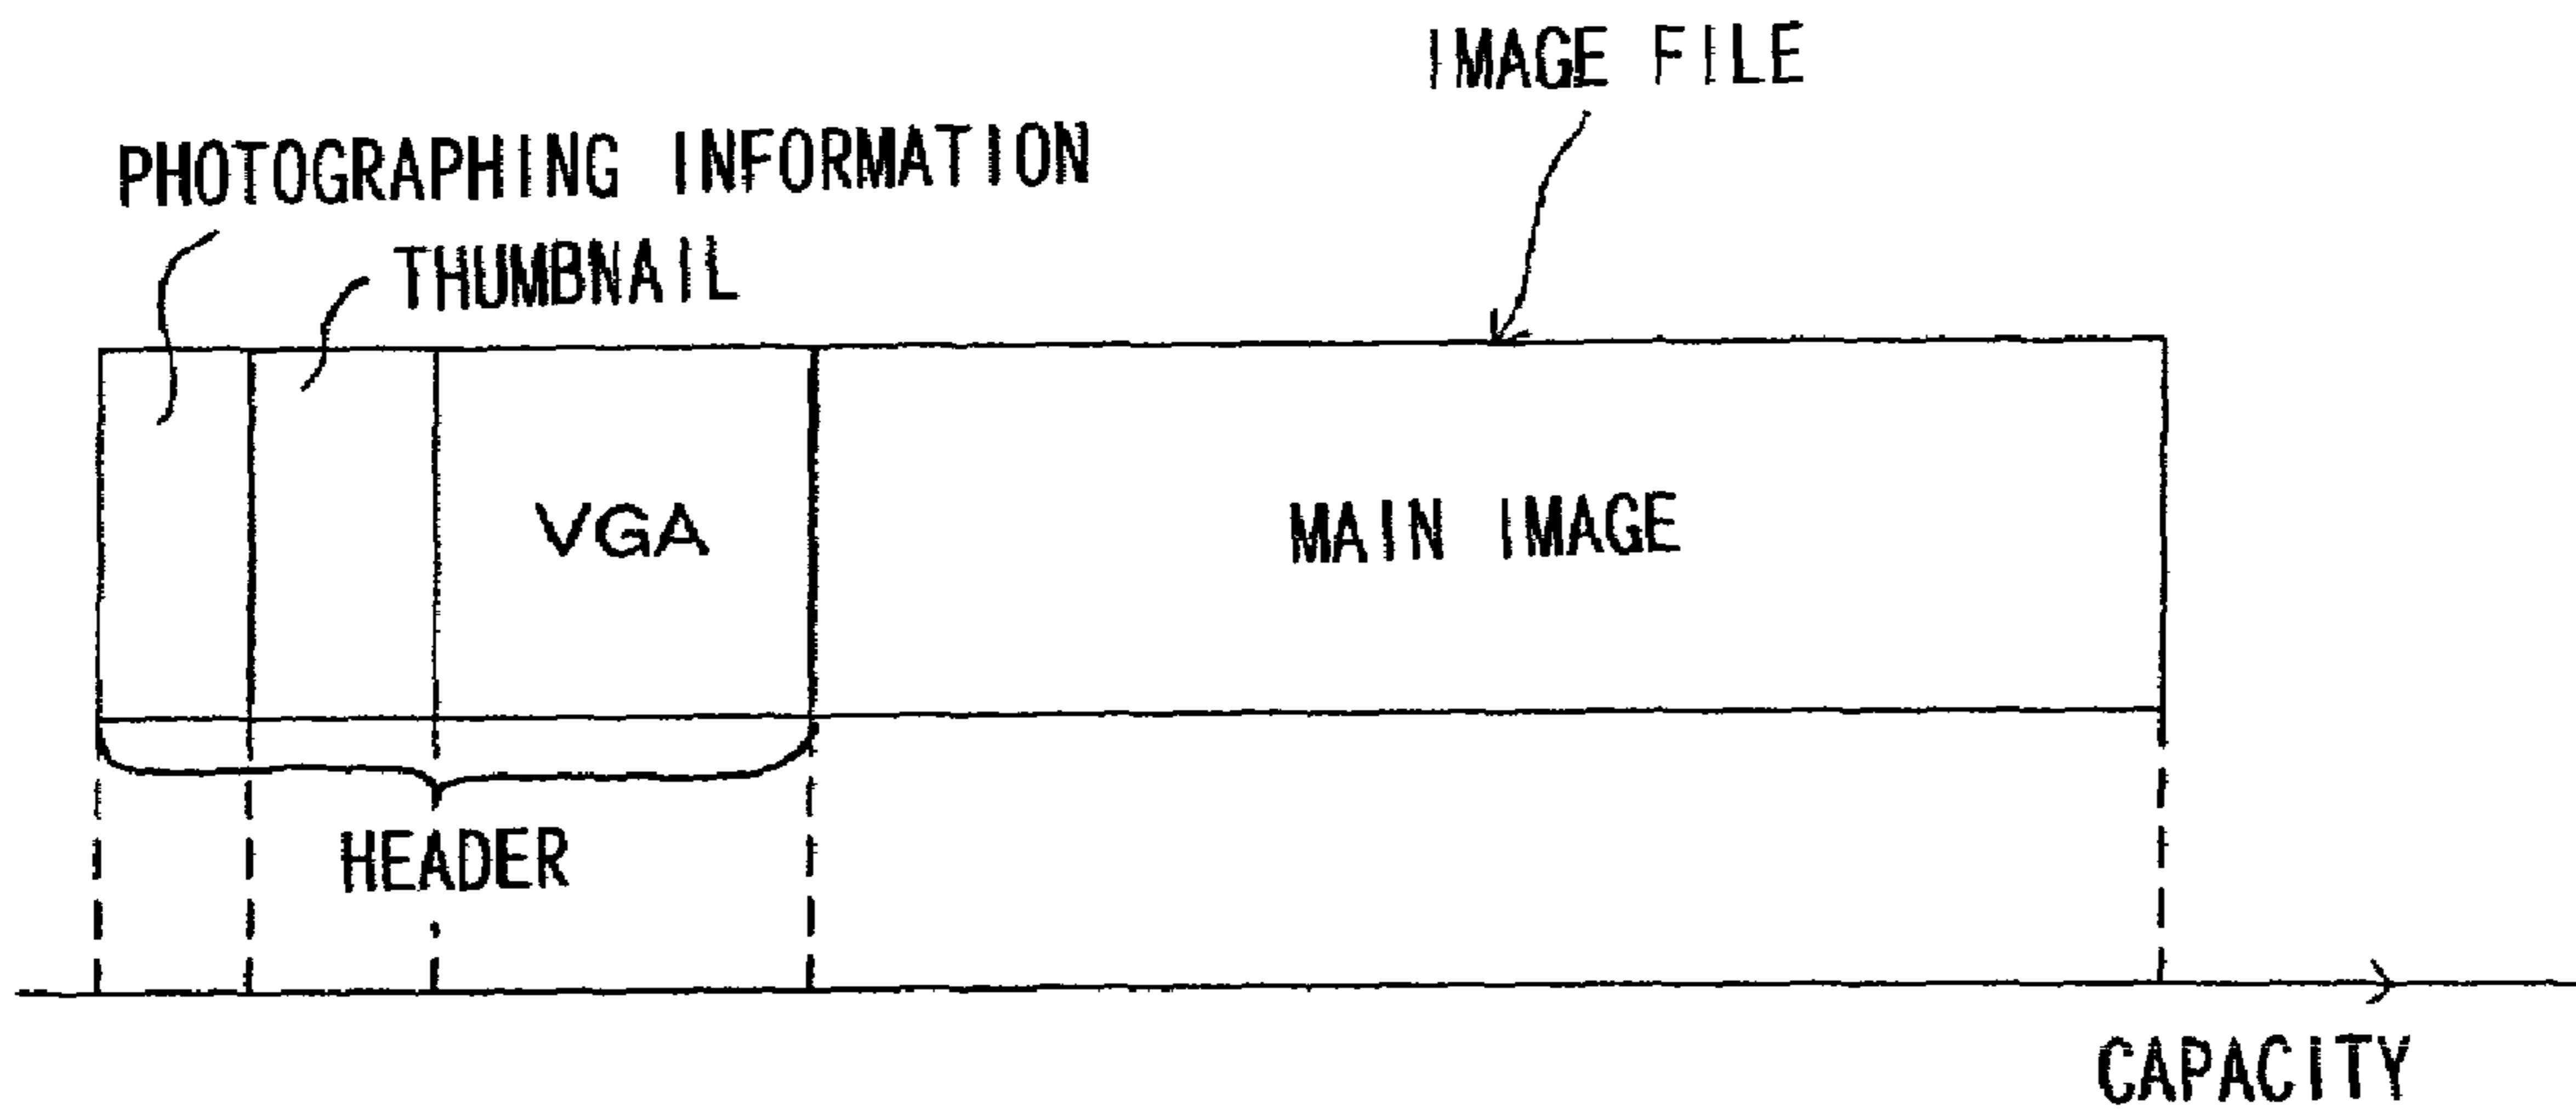 IMAGE FILE
PHOTOGRAPHING INFORMATION
THUMBNAIL
VGA
MAIN IMAGE
HEADER
CAPACITY